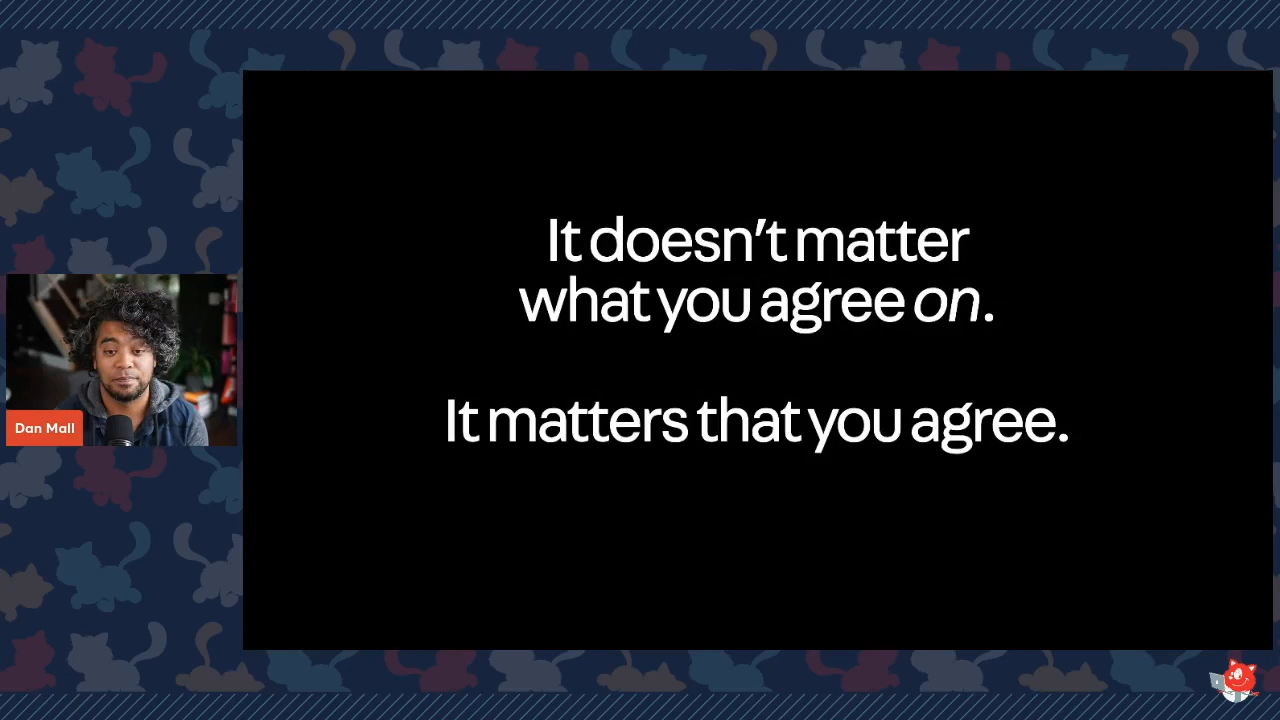 It doesn't matter
what you agree on.
It matters that you agree.
Dan Mall